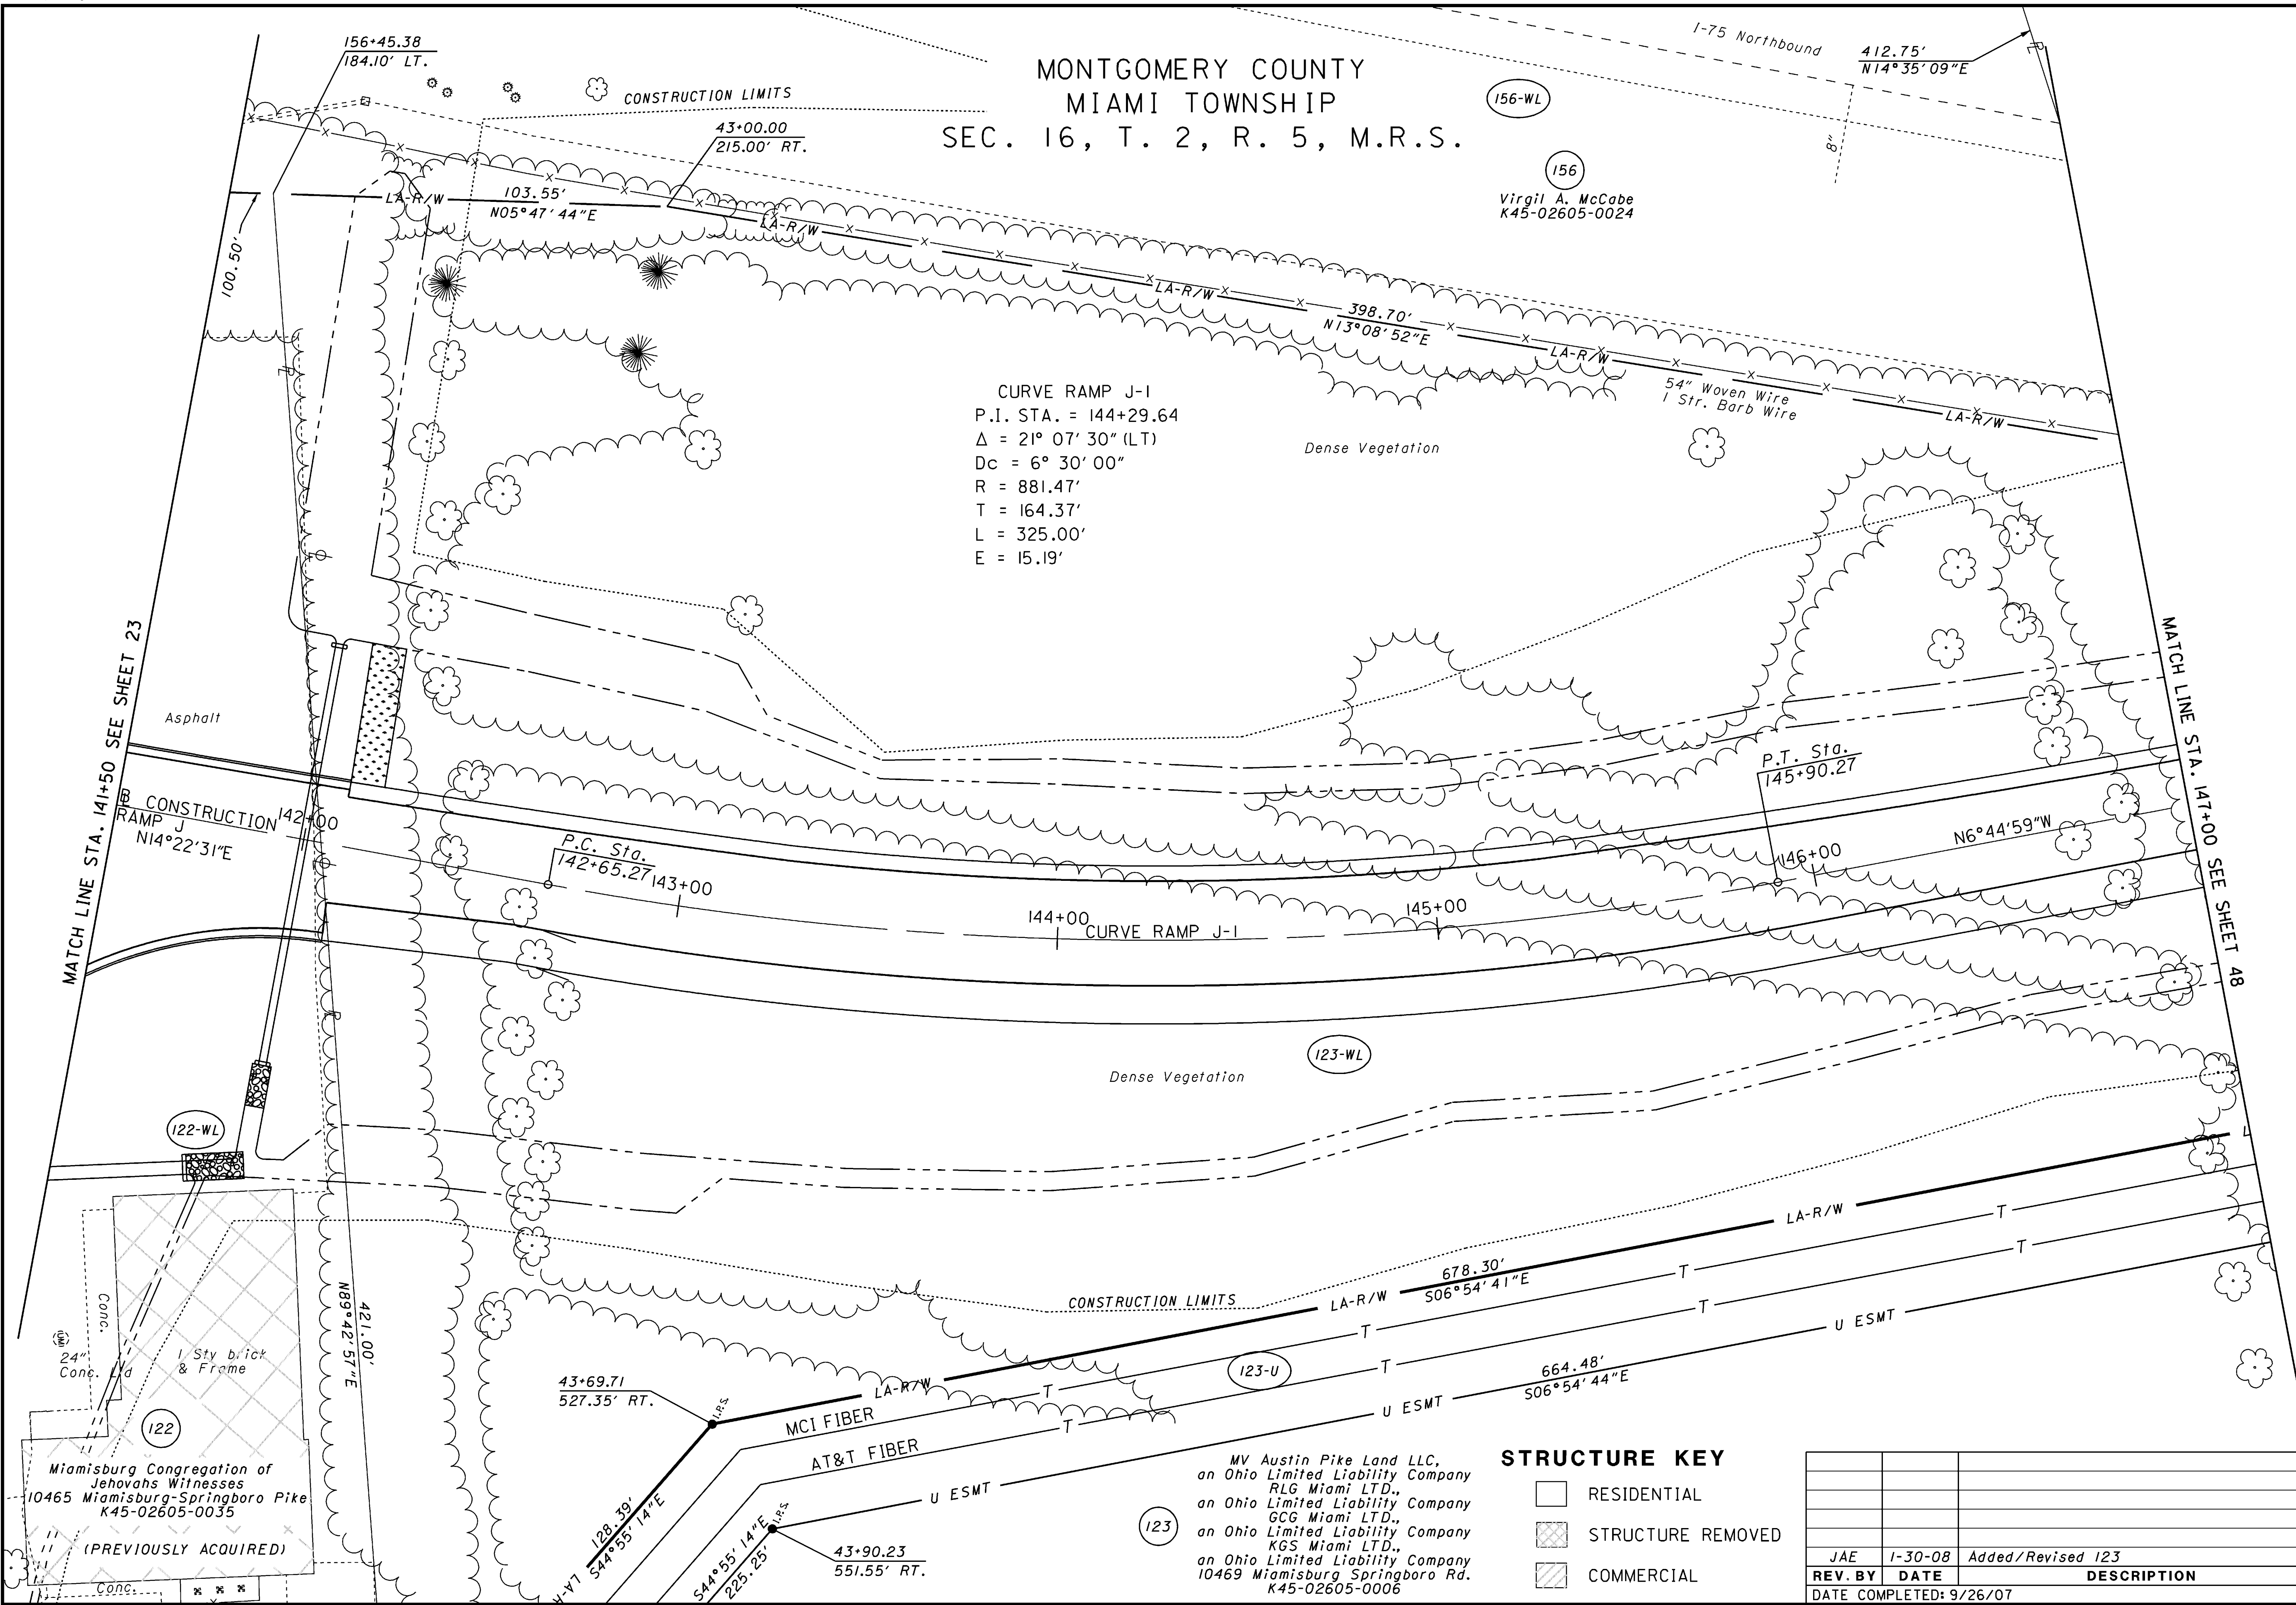 MONTGOMERY COUNTY
MIAMI TOWNSHIP
SEC. 16, T. 2, R. 5, M.R.S.
156+45.38
184.10' LT.
CONSTRUCTION LIMITS
43+00.00
215.00' RT.
I-75 Northbound
412.75'
N14°35'09"E
156-WL
8"
156
Virgil A. McCabe
K45-02605-0024
100.50'
LA-R/W
103.55'
N05°47'44"E
LA-R/W
LA-R/W
398.70'
N13°08'52"E
LA-R/W
54" Woven Wire
1 Str. Barb Wire
LA-R/W
CURVE RAMP J-1
P.I. STA. = 144+29.64
Δ = 21° 07' 30" (LT)
Dc = 6° 30' 00"
R = 881.47'
T = 164.37'
L = 325.00'
E = 15.19'
Dense Vegetation
MATCH LINE STA. 141+50 SEE SHEET 23
MATCH LINE STA. 147+00 SEE SHEET 48
Asphalt
CONSTRUCTION
RAMP J
N14°22'31"E
142+00
P.C. Sta.
142+65.27
143+00
144+00
CURVE RAMP J-1
145+00
P.T. Sta.
145+90.27
146+00
N6°44'59"W
123-WL
Dense Vegetation
122-WL
Conc.
24"
Conc. Lid
1 Sty brick
& Frame
N89°42'57"E
421.00'
122
Miamisburg Congregation of
Jehovahs Witnesses
10465 Miamisburg-Springboro Pike
K45-02605-0035
(PREVIOUSLY ACQUIRED)
Conc.
CONSTRUCTION LIMITS
LA-R/W
LA-R/W
678.30'
S06°54'41"E
LA-R/W
T
T
T
T
T
T
T
T
43+69.71
527.35' RT.
I.P.S.
MCI FIBER
AT&T FIBER
123-U
U ESMT
U ESMT
664.48'
S06°54'44"E
U ESMT
128.39'
S44°55'14"E
S44°55'14"E
225.25'
I.P.S.
43+90.23
551.55' RT.
123
MV Austin Pike Land LLC,
an Ohio Limited Liability Company
RLG Miami LTD.,
an Ohio Limited Liability Company
GCG Miami LTD.,
an Ohio Limited Liability Company
KGS Miami LTD.,
an Ohio Limited Liability Company
10469 Miamisburg Springboro Rd.
K45-02605-0006
STRUCTURE KEY
RESIDENTIAL
STRUCTURE REMOVED
COMMERCIAL
JAE 1-30-08 Added/Revised 123
REV. BY DATE DESCRIPTION
DATE COMPLETED: 9/26/07